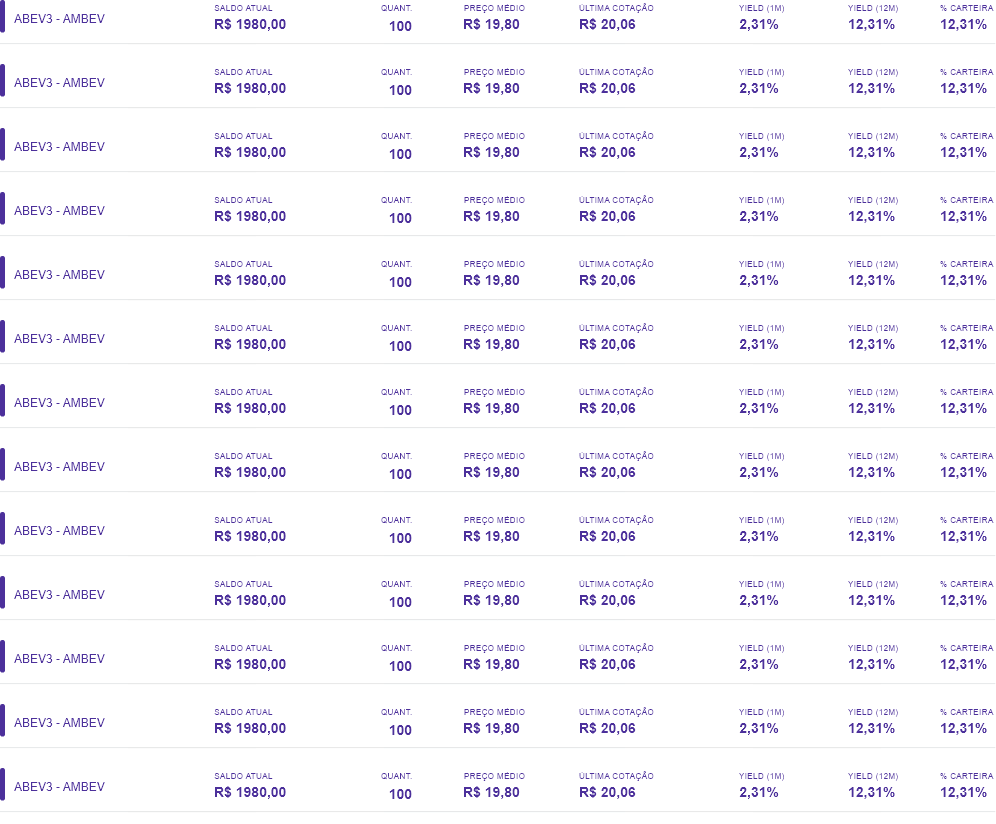 SALDO ATUAL QUANT. PREÇO MÉDIO ÚLTIMA COTAÇÃO YIELD (1M) YIELD (12M) % CARTEIRA
ABEV3 - AMBEV R$ 1980,00 100 R$ 19,80 R$ 20,06 2,31% 12,31% 12,31%
SALDO ATUAL QUANT. PREÇO MÉDIO ÚLTIMA COTAÇÃO YIELD (1M) YIELD (12M) % CARTEIRA
ABEV3 - AMBEV R$ 1980,00 100 R$ 19,80 R$ 20,06 2,31% 12,31% 12,31%
SALDO ATUAL QUANT. PREÇO MÉDIO ÚLTIMA COTAÇÃO YIELD (1M) YIELD (12M) % CARTEIRA
ABEV3 - AMBEV R$ 1980,00 100 R$ 19,80 R$ 20,06 2,31% 12,31% 12,31%
SALDO ATUAL QUANT. PREÇO MÉDIO ÚLTIMA COTAÇÃO YIELD (1M) YIELD (12M) % CARTEIRA
ABEV3 - AMBEV R$ 1980,00 100 R$ 19,80 R$ 20,06 2,31% 12,31% 12,31%
SALDO ATUAL QUANT. PREÇO MÉDIO ÚLTIMA COTAÇÃO YIELD (1M) YIELD (12M) % CARTEIRA
ABEV3 - AMBEV R$ 1980,00 100 R$ 19,80 R$ 20,06 2,31% 12,31% 12,31%
SALDO ATUAL QUANT. PREÇO MÉDIO ÚLTIMA COTAÇÃO YIELD (1M) YIELD (12M) % CARTEIRA
ABEV3 - AMBEV R$ 1980,00 100 R$ 19,80 R$ 20,06 2,31% 12,31% 12,31%
SALDO ATUAL QUANT. PREÇO MÉDIO ÚLTIMA COTAÇÃO YIELD (1M) YIELD (12M) % CARTEIRA
ABEV3 - AMBEV R$ 1980,00 100 R$ 19,80 R$ 20,06 2,31% 12,31% 12,31%
SALDO ATUAL QUANT. PREÇO MÉDIO ÚLTIMA COTAÇÃO YIELD (1M) YIELD (12M) % CARTEIRA
ABEV3 - AMBEV R$ 1980,00 100 R$ 19,80 R$ 20,06 2,31% 12,31% 12,31%
SALDO ATUAL QUANT. PREÇO MÉDIO ÚLTIMA COTAÇÃO YIELD (1M) YIELD (12M) % CARTEIRA
ABEV3 - AMBEV R$ 1980,00 100 R$ 19,80 R$ 20,06 2,31% 12,31% 12,31%
SALDO ATUAL QUANT. PREÇO MÉDIO ÚLTIMA COTAÇÃO YIELD (1M) YIELD (12M) % CARTEIRA
ABEV3 - AMBEV R$ 1980,00 100 R$ 19,80 R$ 20,06 2,31% 12,31% 12,31%
SALDO ATUAL QUANT. PREÇO MÉDIO ÚLTIMA COTAÇÃO YIELD (1M) YIELD (12M) % CARTEIRA
ABEV3 - AMBEV R$ 1980,00 100 R$ 19,80 R$ 20,06 2,31% 12,31% 12,31%
SALDO ATUAL QUANT. PREÇO MÉDIO ÚLTIMA COTAÇÃO YIELD (1M) YIELD (12M) % CARTEIRA
ABEV3 - AMBEV R$ 1980,00 100 R$ 19,80 R$ 20,06 2,31% 12,31% 12,31%
SALDO ATUAL QUANT. PREÇO MÉDIO ÚLTIMA COTAÇÃO YIELD (1M) YIELD (12M) % CARTEIRA
ABEV3 - AMBEV R$ 1980,00 100 R$ 19,80 R$ 20,06 2,31% 12,31% 12,31%